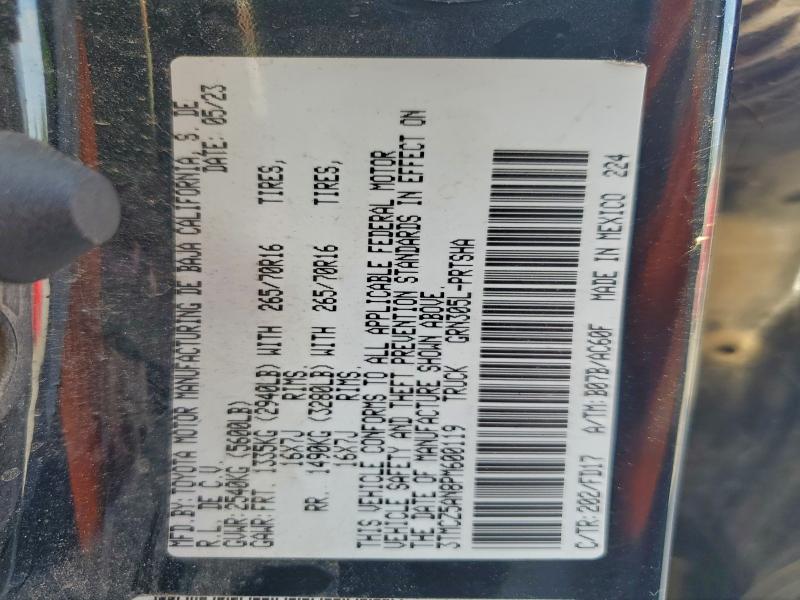 MFD. BY: TOYOTA MOTOR MANUFACTURING DE BAJA CALIFORNIA, S. DE
R.L. DE C.V. DATE: 05/23
GVWR: 2540KG (5600LB)
GAWR: FRT. 1335KG (2940LB) WITH 265/70R16 TIRES,
16X7J RIMS,
RR. 1490KG (3280LB) WITH 265/70R16 TIRES,
16X7J RIMS.
THIS VEHICLE CONFORMS TO ALL APPLICABLE FEDERAL MOTOR
VEHICLE SAFETY AND THEFT PREVENTION STANDARDS IN EFFECT ON
THE DATE OF MANUFACTURE SHOWN ABOVE.
3TMCZ5AN8PM600119 TRUCK GRN305L-PRTSHA
C/TR: 202/FD17 A/TM: B07B/AC60F MADE IN MEXICO 224